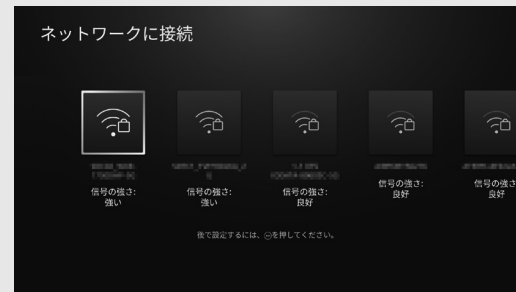 ネットワークに接続
信号の強さ:
強い
信号の強さ:
強い
信号の強さ:
良好
信号の強さ:
良好
信号の強さ:
良好
後で設定するには、⊖を押してください。